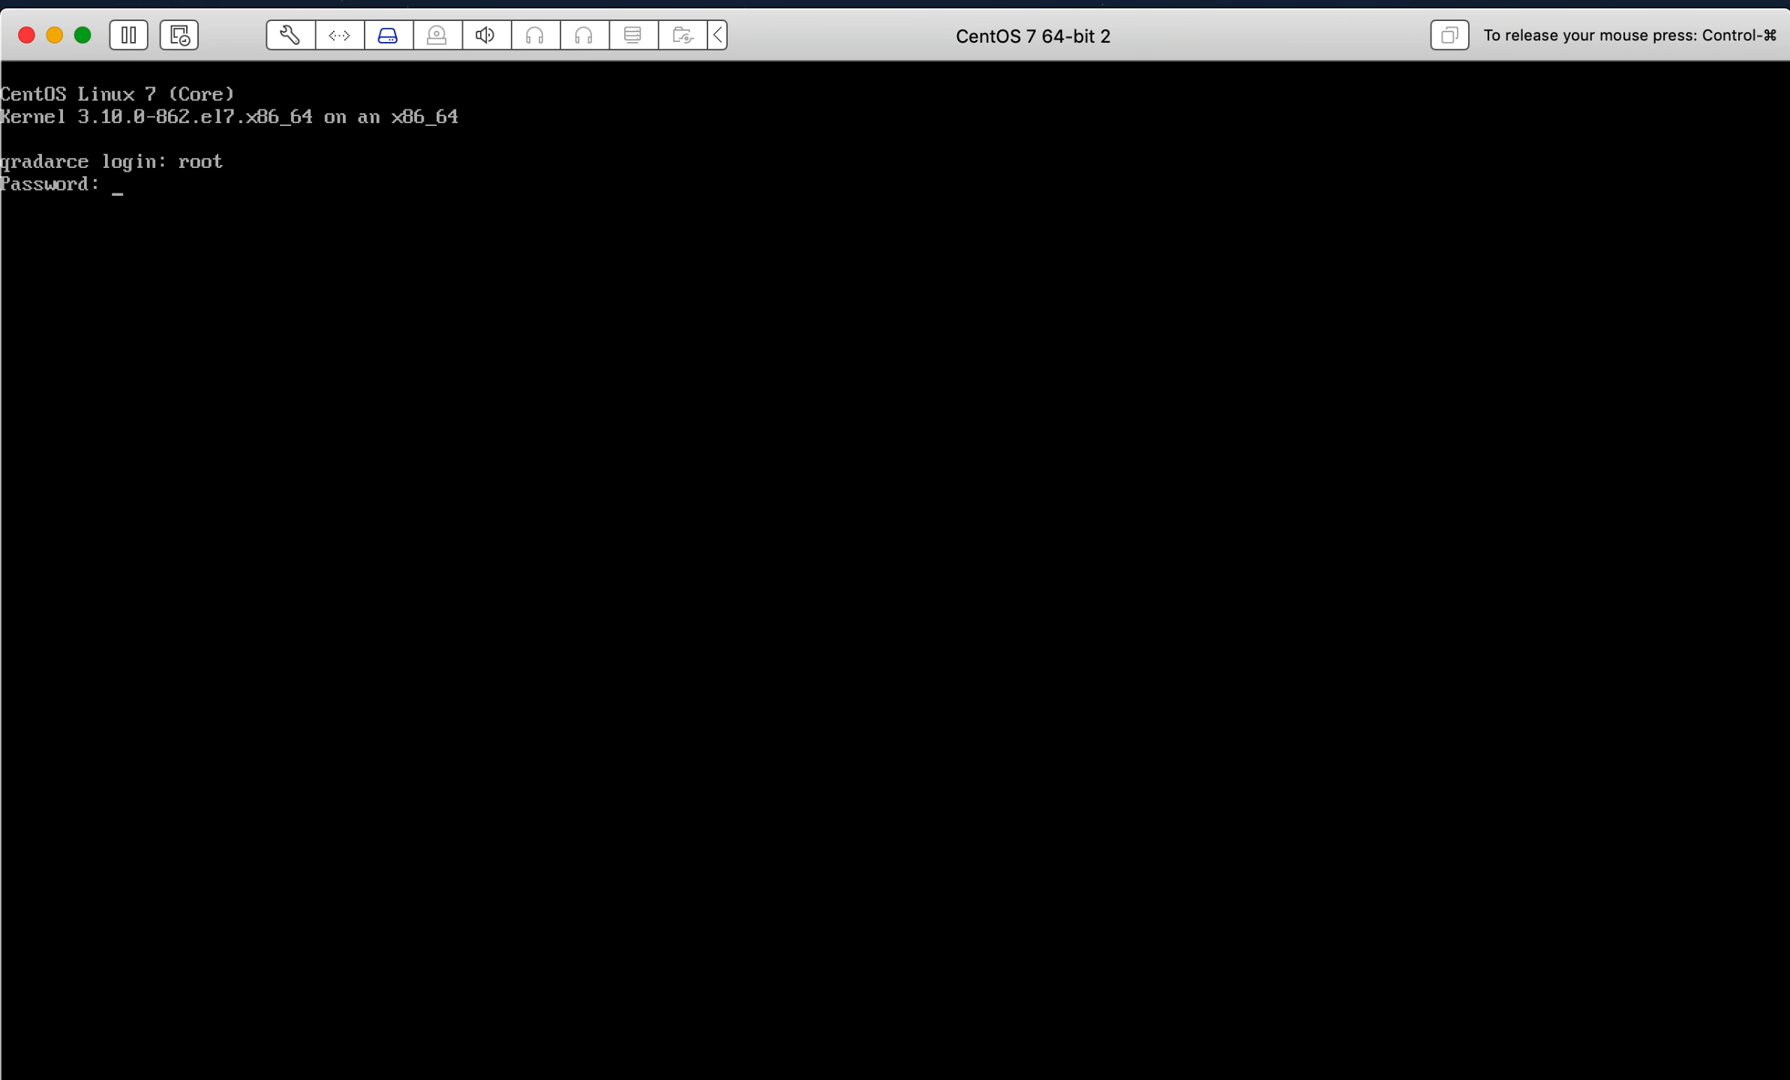 CentOS 7 64-bit 2
To release your mouse press: Control-⌘
CentOS Linux 7 (Core)
Kernel 3.10.0-862.el7.x86_64 on an x86_64
qradarce login: root
Password: _